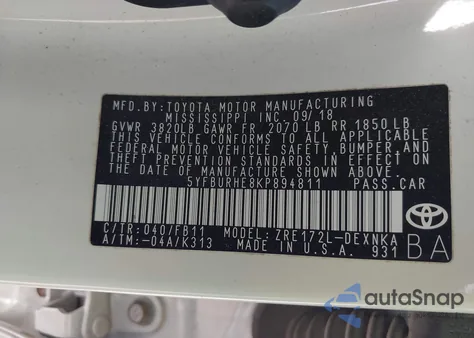 MFD.BY:TOYOTA MOTOR MANUFACTURING
MISSISSIPPI INC. 09/18
GVWR 3820LB GAWR FR 2070 LB RR 1850 LB
THIS VEHICLE CONFORMS TO ALL APPLICABLE
FEDERAL MOTOR VEHICLE SAFETY, BUMPER, AND
THEFT PREVENTION STANDARDS IN EFFECT ON
THE DATE OF MANUFACTURE SHOWN ABOVE.
5YFBURHE8KP894811 PASS.CAR
C/TR:040/FB11 MODEL:ZRE172L-DEXNKA
A/TM:-04A/K313 MADE IN U.S.A. 931
TOYOTA
BA
autoSnap